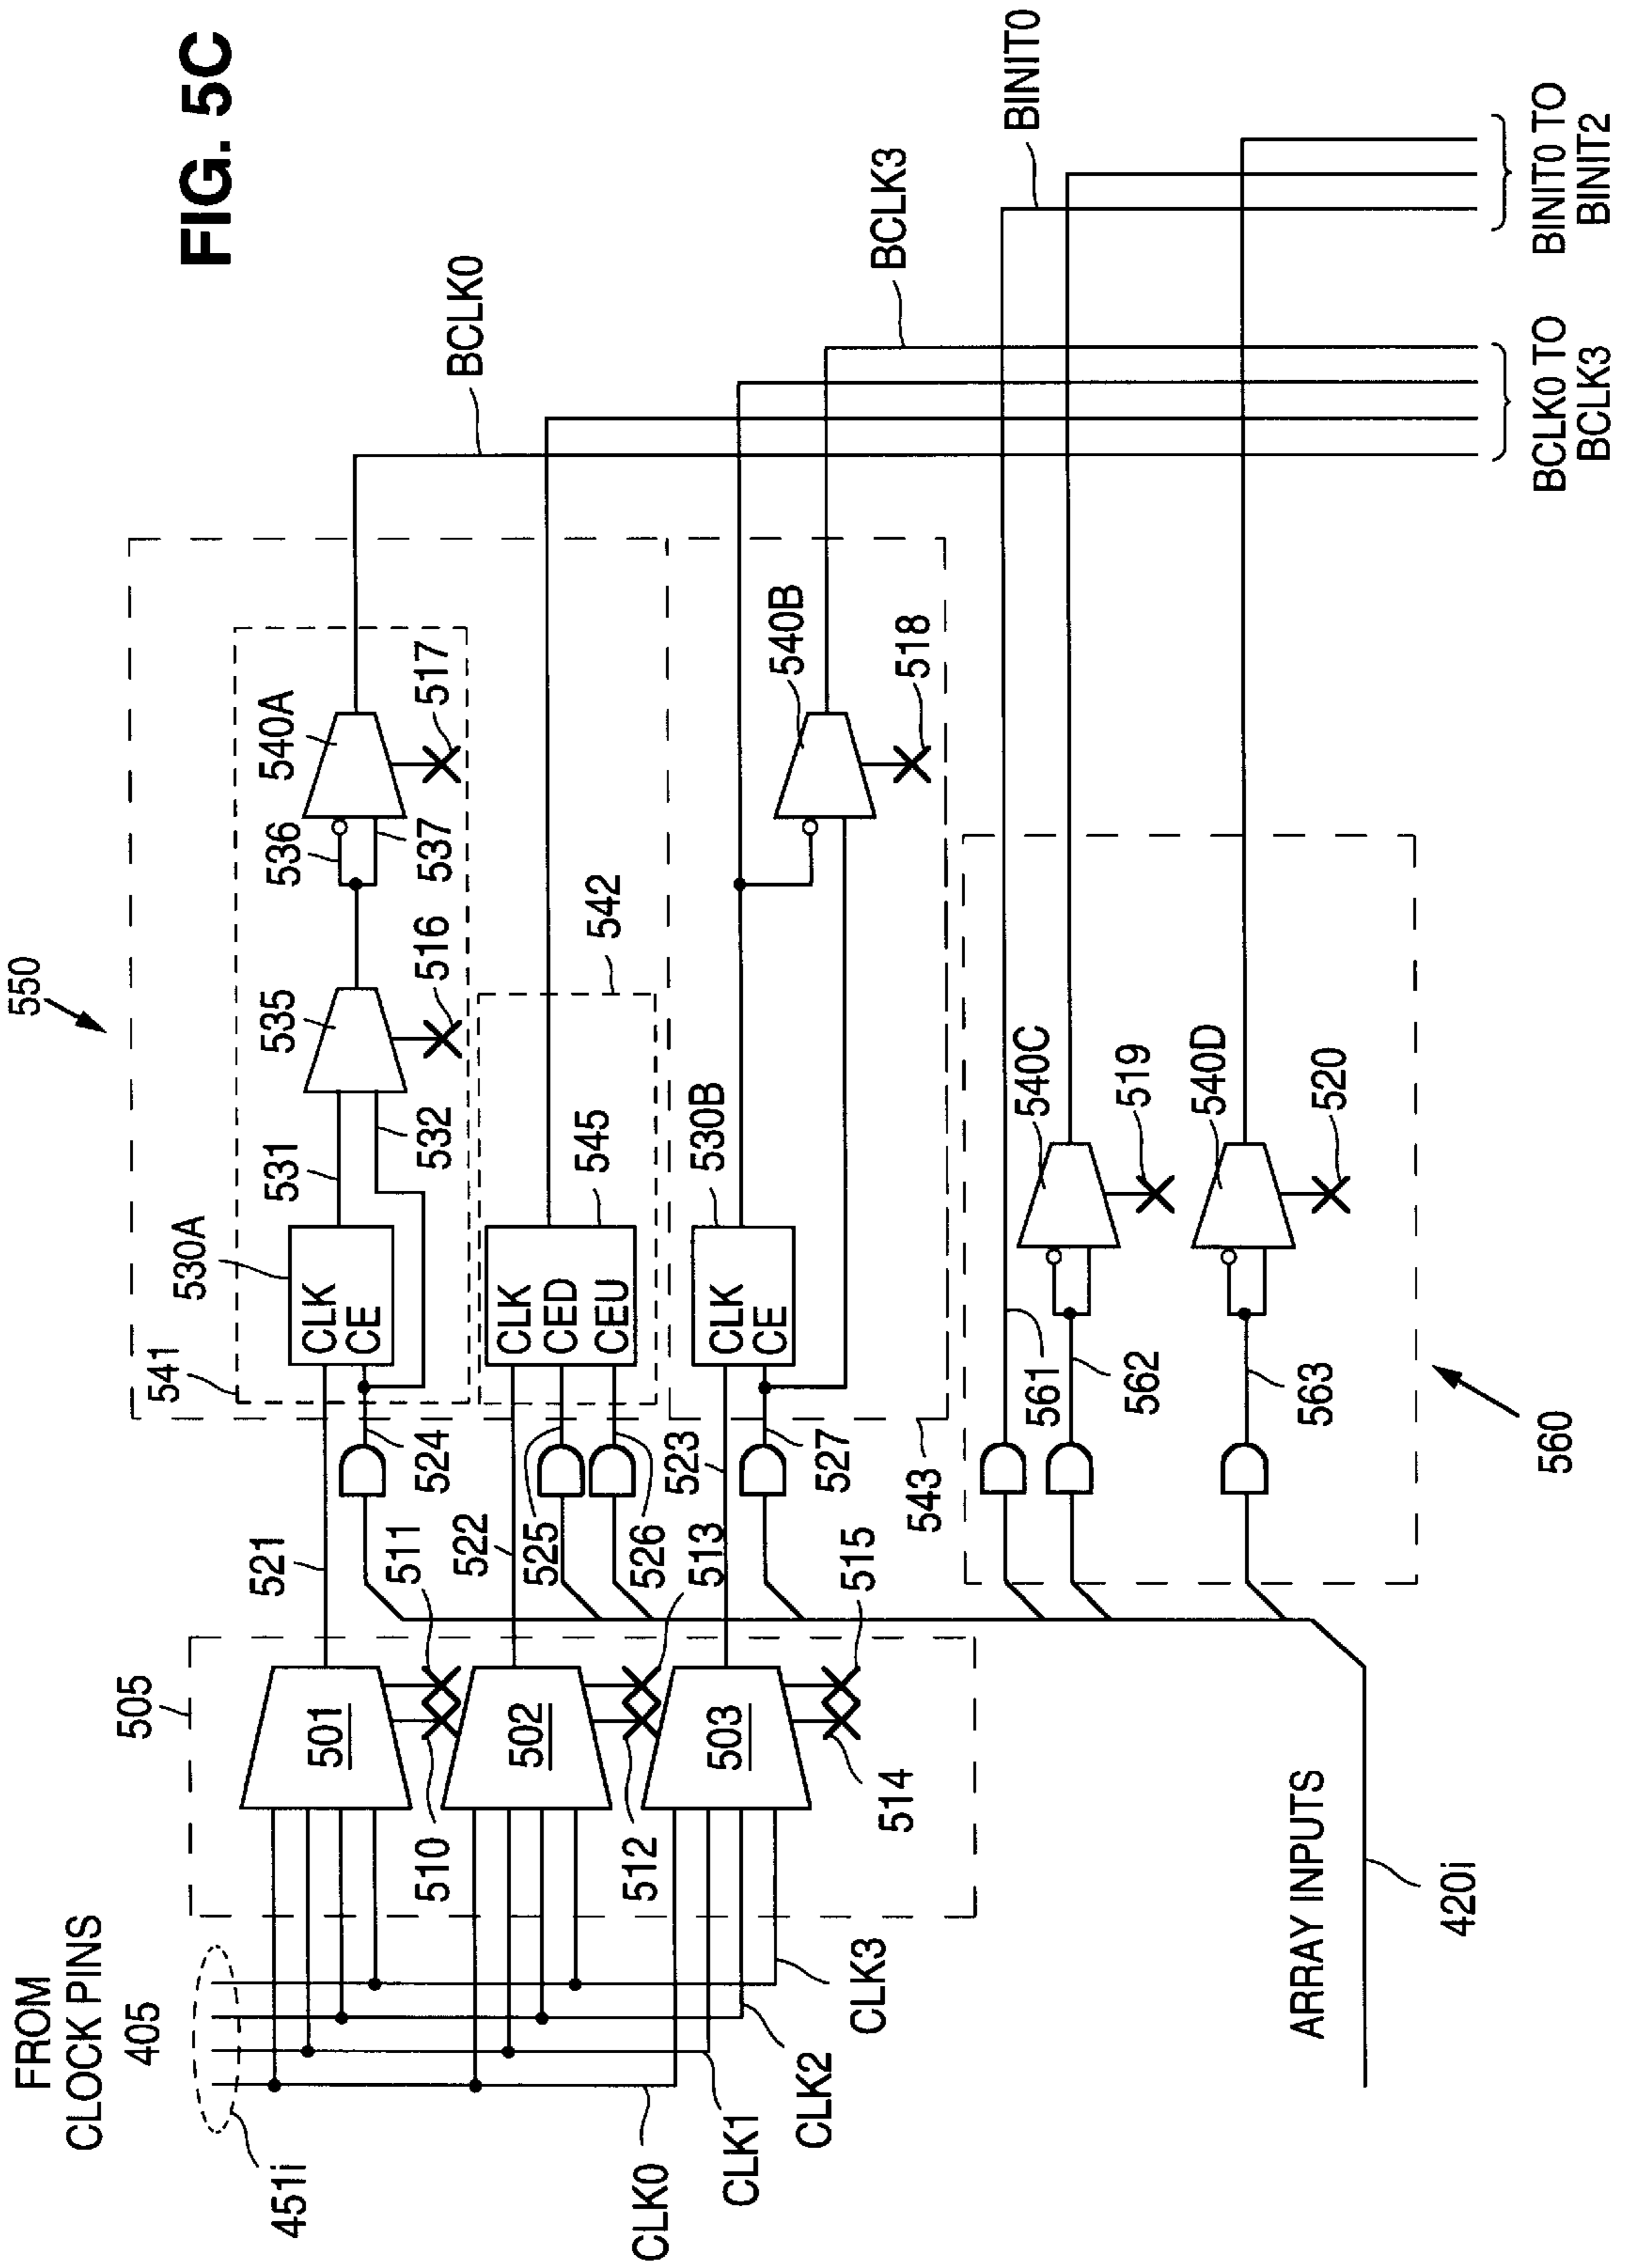 FIG. 5C
FROM
CLOCK PINS
405
451i
CLK0
CLK1
CLK2
CLK3
505
501
502
503
510
511
512
513
514
515
521
522
523
524
525
526
527
550
541
530A
CLK
CE
531
532
535
516
536
537
540A
517
BCLK0
542
CLK
CED
CEU
545
543
530B
CLK
CE
540B
518
BCLK3
561
562
563
540C
519
540D
520
560
BINIT0
ARRAY INPUTS
420i
BCLK0 TO
BCLK3
BINIT0 TO
BINIT2